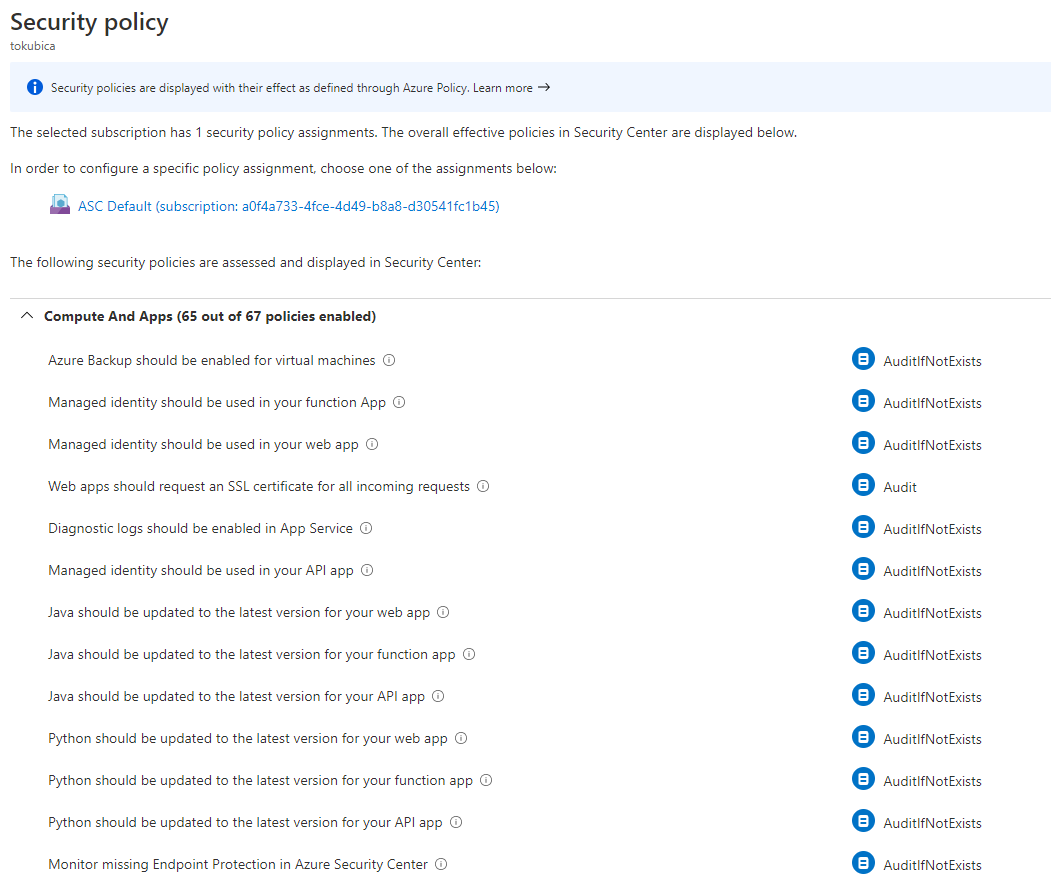 Security policy
tokubica
Security policies are displayed with their effect as defined through Azure Policy. Learn more →
The selected subscription has 1 security policy assignments. The overall effective policies in Security Center are displayed below.
In order to configure a specific policy assignment, choose one of the assignments below:
ASC Default (subscription: a0f4a733-4fce-4d49-b8a8-d30541fc1b45)
The following security policies are assessed and displayed in Security Center:
Compute And Apps (65 out of 67 policies enabled)
Azure Backup should be enabled for virtual machines AuditIfNotExists
Managed identity should be used in your function App AuditIfNotExists
Managed identity should be used in your web app AuditIfNotExists
Web apps should request an SSL certificate for all incoming requests Audit
Diagnostic logs should be enabled in App Service AuditIfNotExists
Managed identity should be used in your API app AuditIfNotExists
Java should be updated to the latest version for your web app AuditIfNotExists
Java should be updated to the latest version for your function app AuditIfNotExists
Java should be updated to the latest version for your API app AuditIfNotExists
Python should be updated to the latest version for your web app AuditIfNotExists
Python should be updated to the latest version for your function app AuditIfNotExists
Python should be updated to the latest version for your API app AuditIfNotExists
Monitor missing Endpoint Protection in Azure Security Center AuditIfNotExists